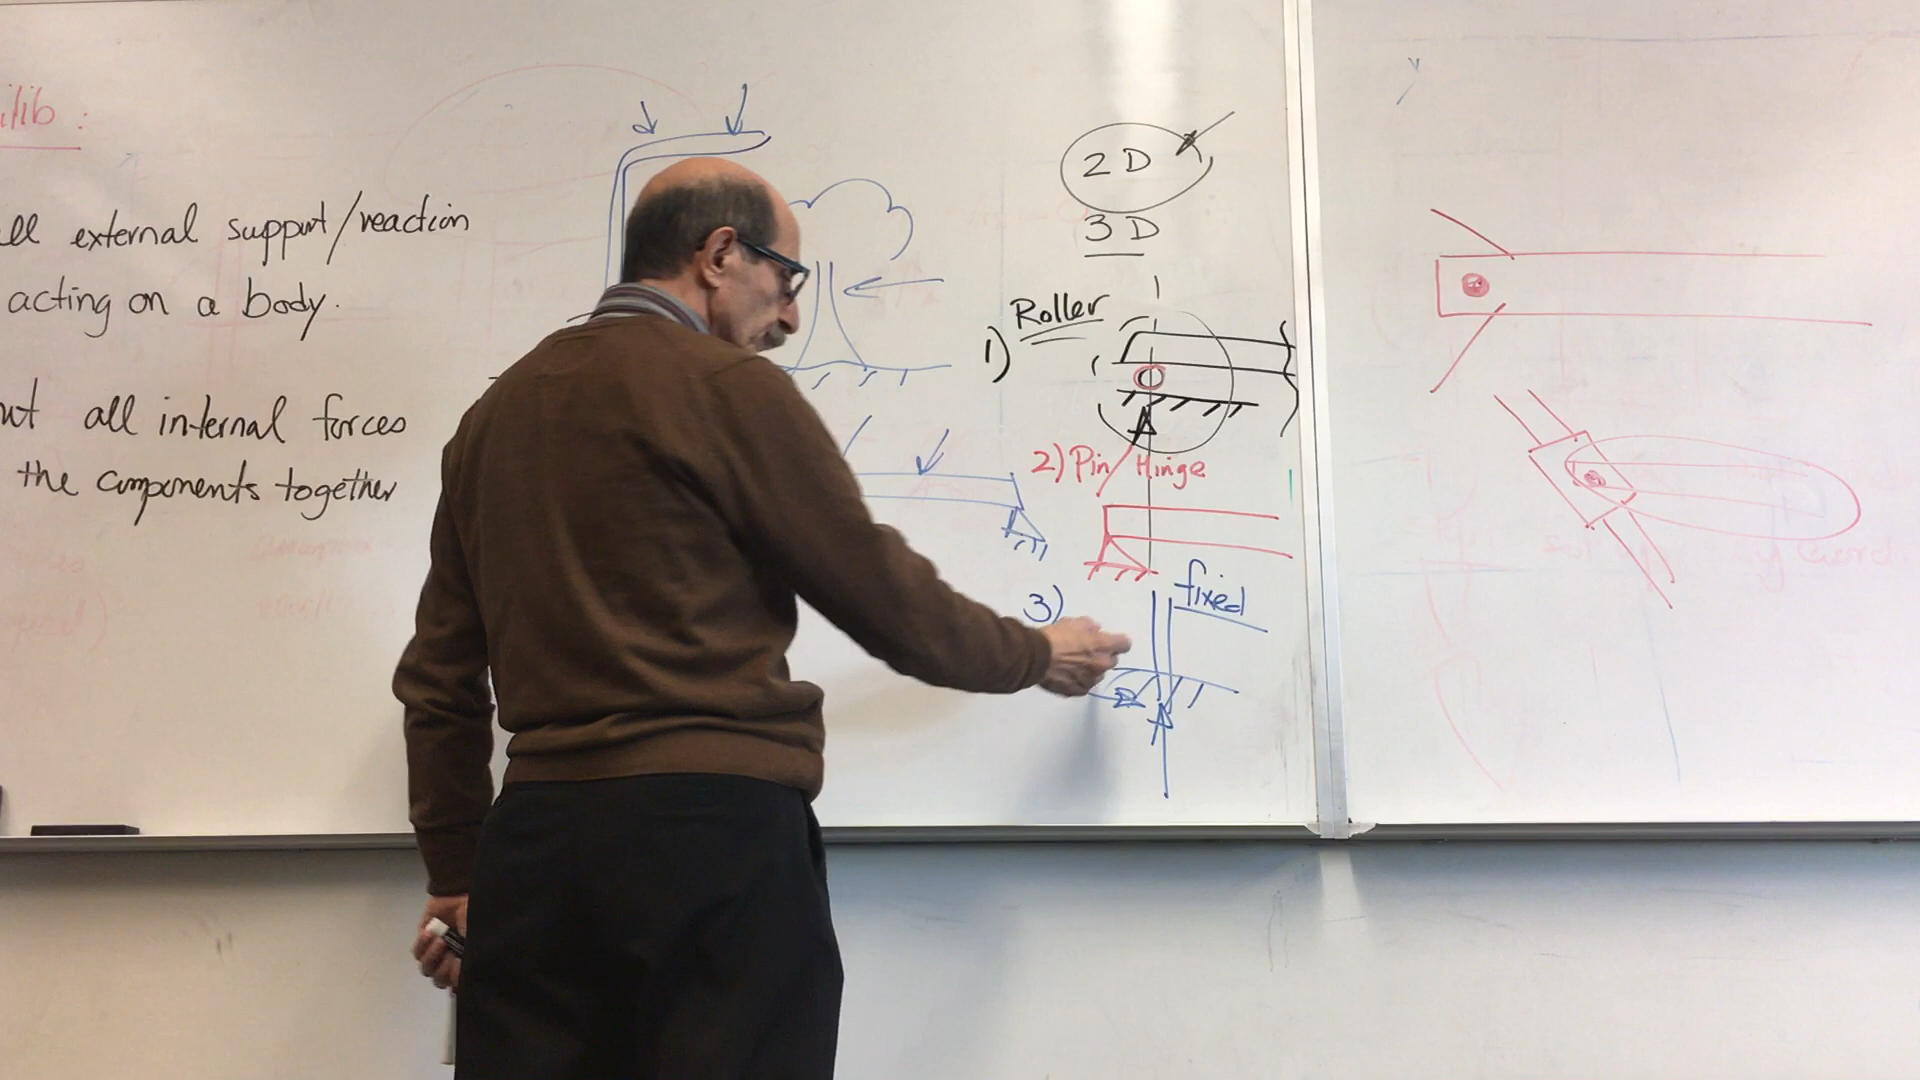 ilib :
ell external support/reaction
acting on a body.
ut all internal forces
the components together
2D
3D
Roller
1)
2) Pin/Hinge
3) fixed